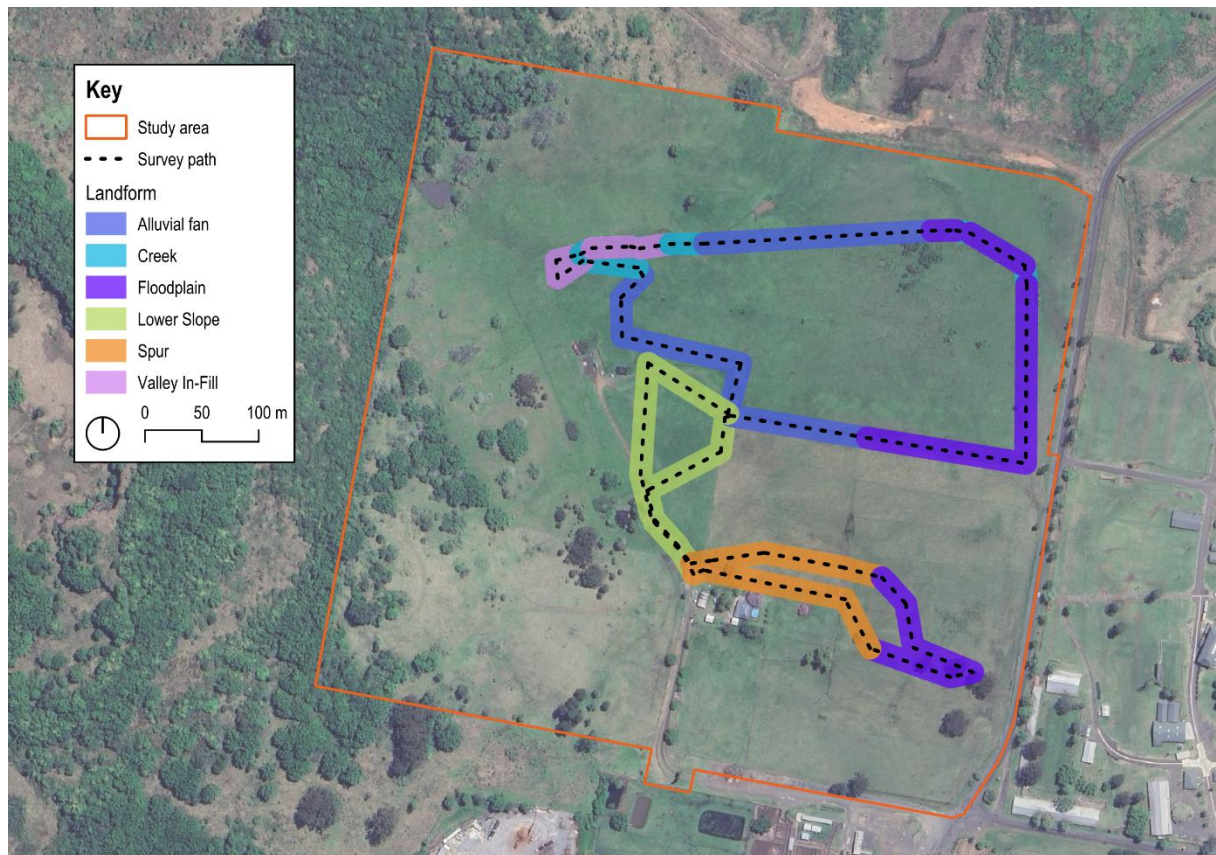 Key
Study area
Survey path
Landform
Alluvial fan
Creek
Floodplain
Lower Slope
Spur
Valley In-Fill
0 50 100 m